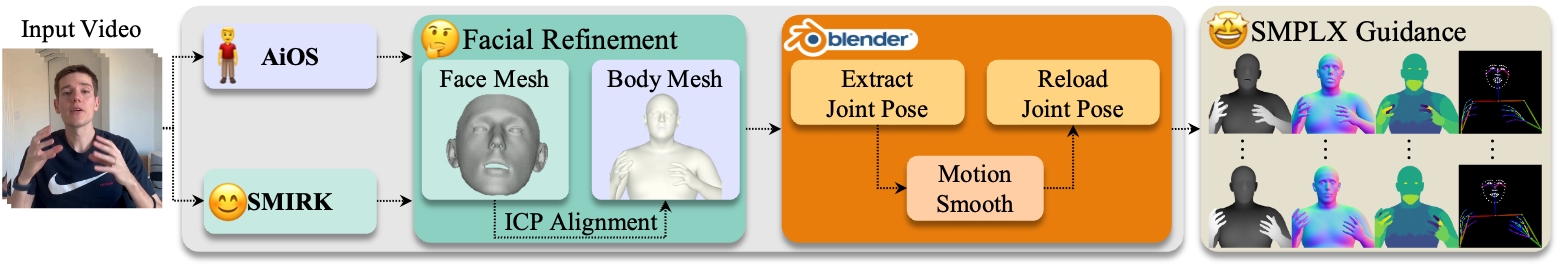 Input Video
AiOS
SMIRK
Facial Refinement
Face Mesh
Body Mesh
ICP Alignment
blender
Extract
Joint Pose
Reload
Joint Pose
Motion
Smooth
SMPLX Guidance